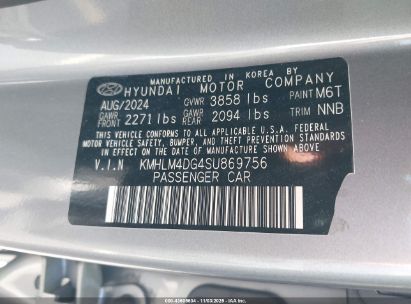 MANUFACTURED IN KOREA BY
HYUNDAI MOTOR COMPANY
AUG/2024 GVWR 3858 lbs PAINT M6T
GAWR FRONT 2271 lbs GAWR REAR 2094 lbs TRIM NNB
THIS VEHICLE CONFORMS TO ALL APPLICABLE U.S.
FEDERAL MOTOR VEHICLE SAFETY,
BUMPER, AND THEFT PREVENTION STANDARDS
IN EFFECT ON THE DATE OF MANUFACTURE SHOWN ABOVE.
V.I.N KMHLM4DG4SU869756
PASSENGER CAR